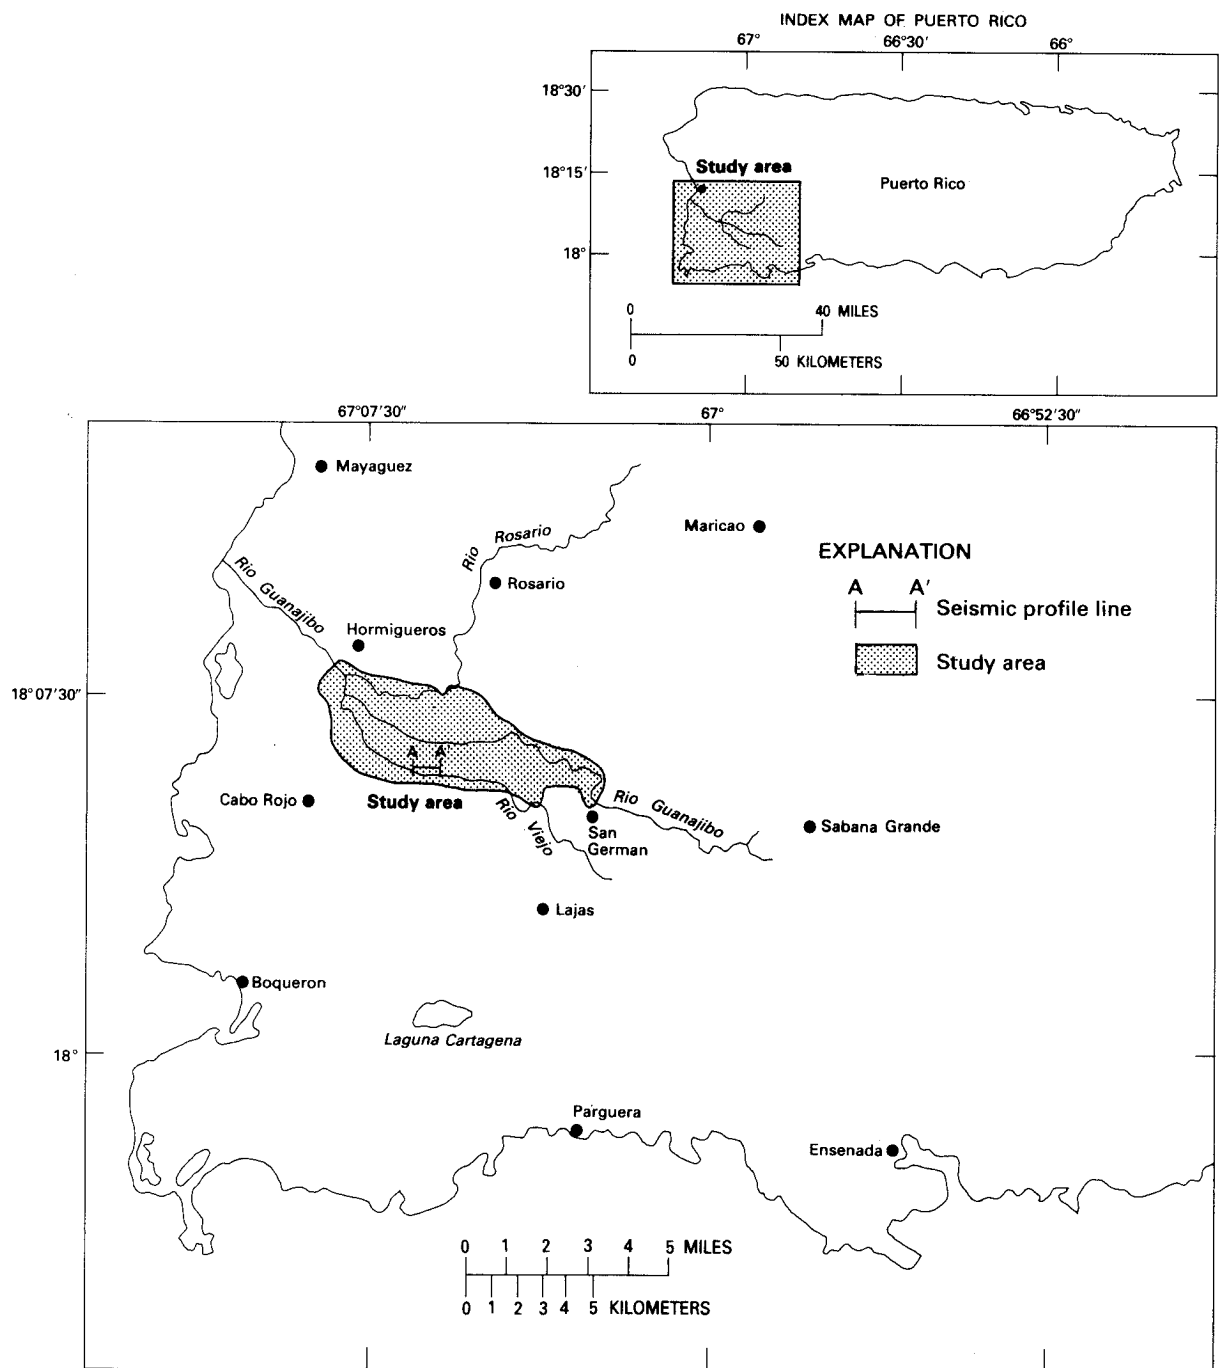 INDEX MAP OF PUERTO RICO
67° 66°30' 66°
18°30'
18°15'
18°
Study area
Puerto Rico
0 40 MILES
0 50 KILOMETERS
67°07'30" 67° 66°52'30"
Mayaguez
Maricao
Rio Rosario
EXPLANATION
Rio Guanajibo
Rosario
A A'
Seismic profile line
Hormigueros
Study area
18°07'30"
A A'
Cabo Rojo
Study area
Rio Viejo
Rio Guanajibo
San
German
Sabana Grande
Lajas
Boqueron
Laguna Cartagena
18°
Parguera
Ensenada
0 1 2 3 4 5 MILES
0 1 2 3 4 5 KILOMETERS